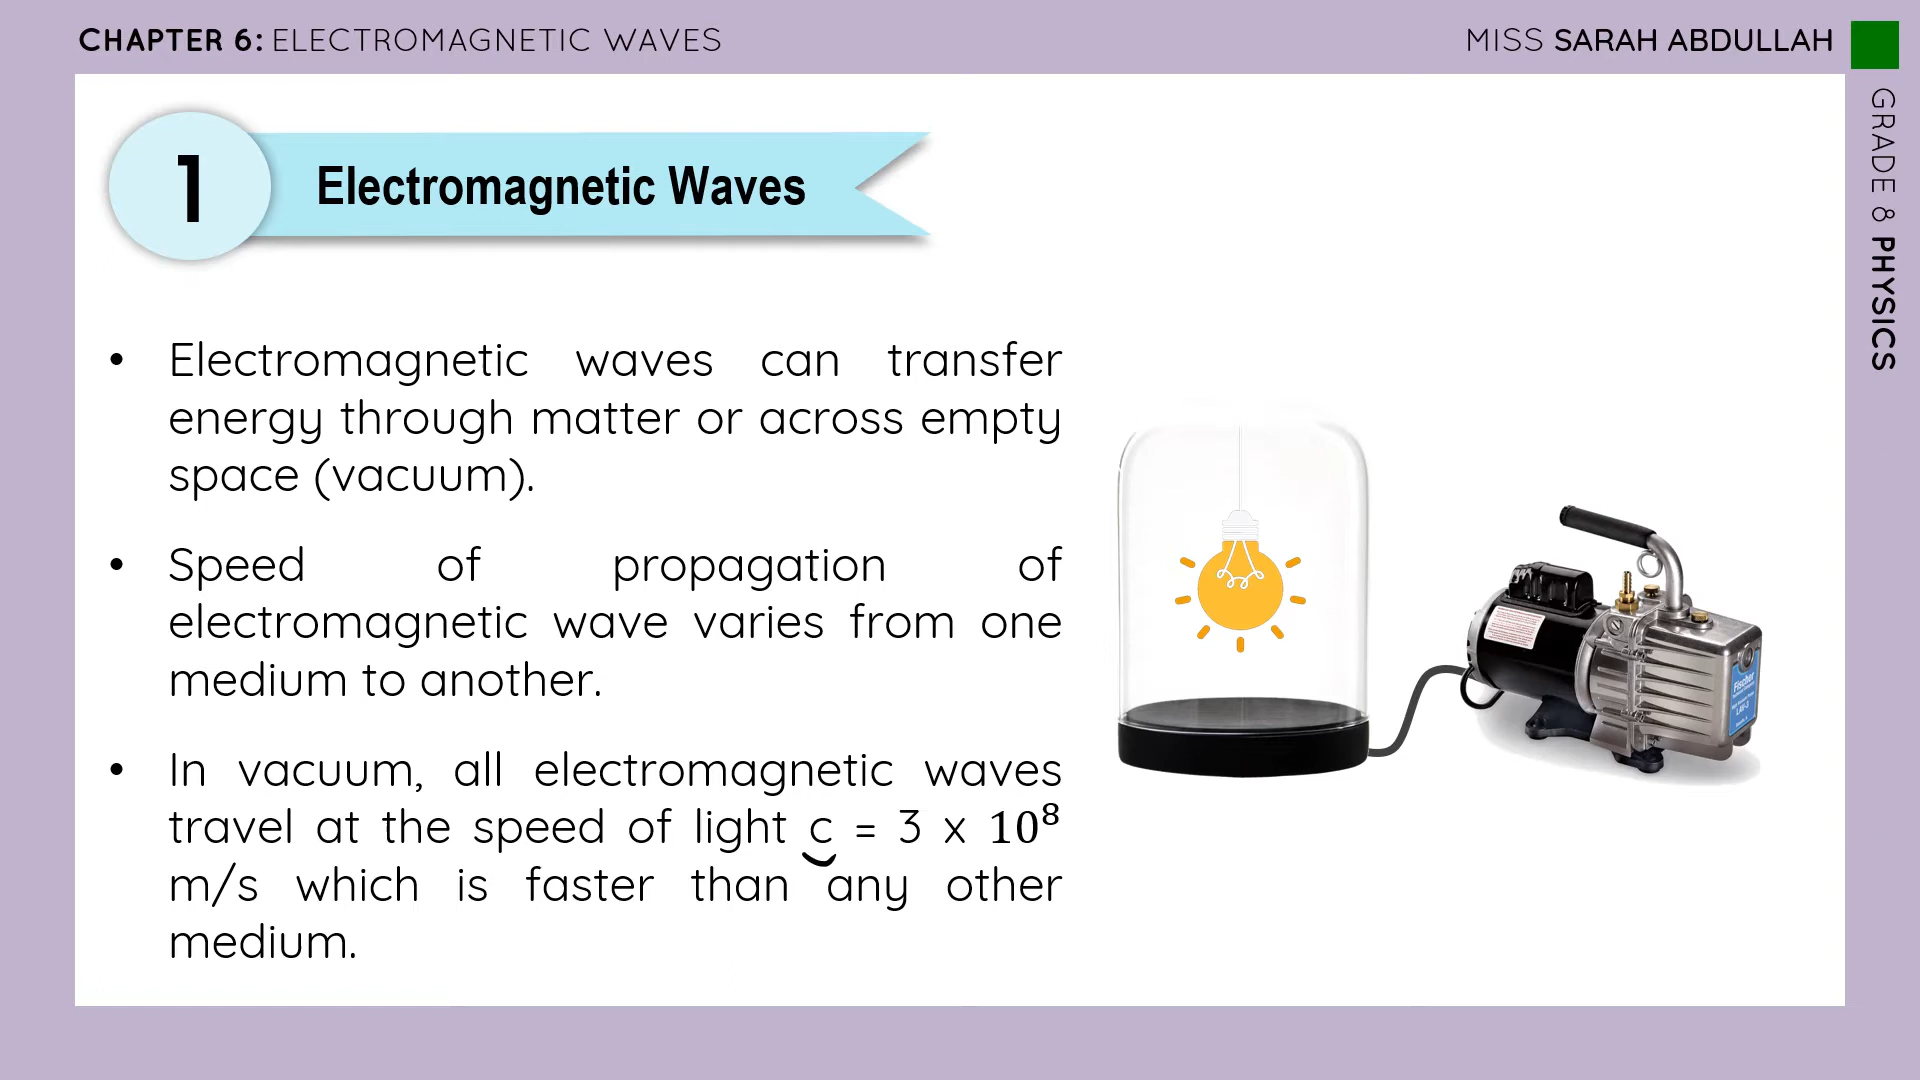 CHAPTER 6: ELECTROMAGNETIC WAVES
MISS SARAH ABDULLAH
GRADE 8 PHYSICS
1
Electromagnetic Waves
• Electromagnetic waves can transfer
energy through matter or across empty
space (vacuum).
• Speed of propagation of
electromagnetic wave varies from one
medium to another.
• In vacuum, all electromagnetic waves
travel at the speed of light c = 3 x 10⁸
m/s which is faster than any other
medium.
Fischer